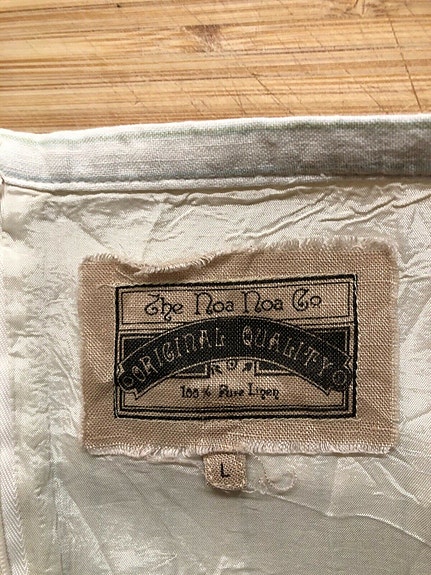 The Noa Noa Co
ORIGINAL QUALITY
100% Pure Linen
L